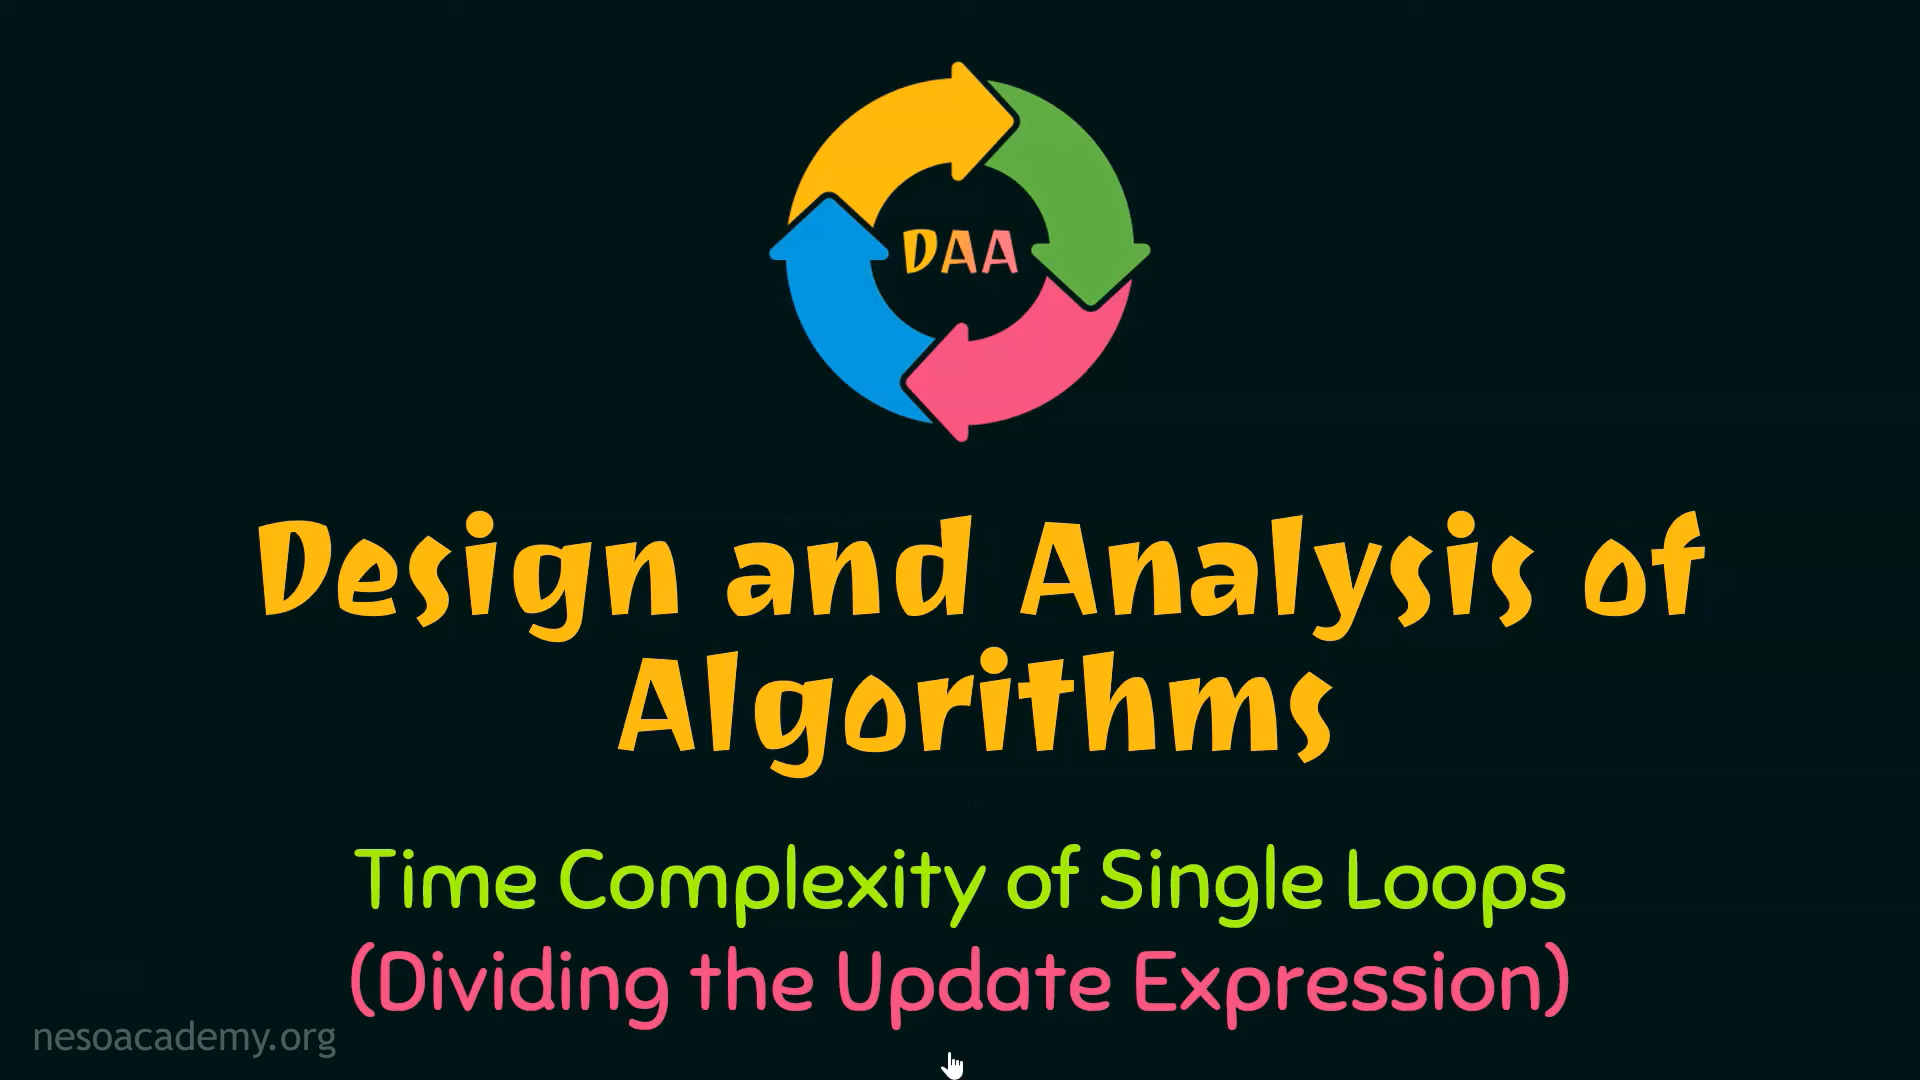 DAA
Design and Analysis of
Algorithms
Time Complexity of Single Loops
(Dividing the Update Expression)
nesoacademy.org